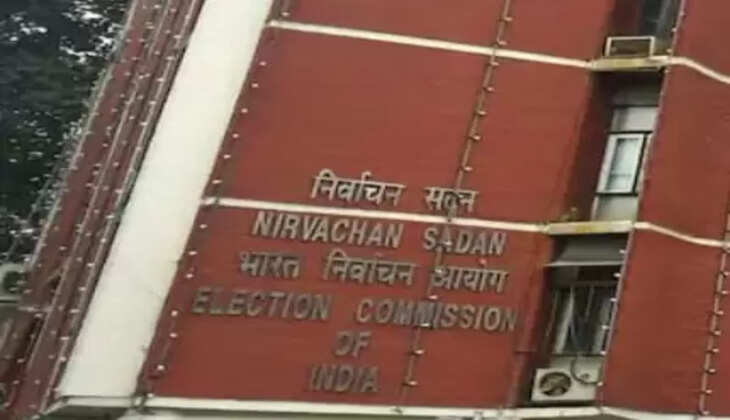 निर्वाचन सदन
NIRVACHAN SADAN
भारत निर्वाचन आयोग
ELECTION COMMISSION
OF
INDIA